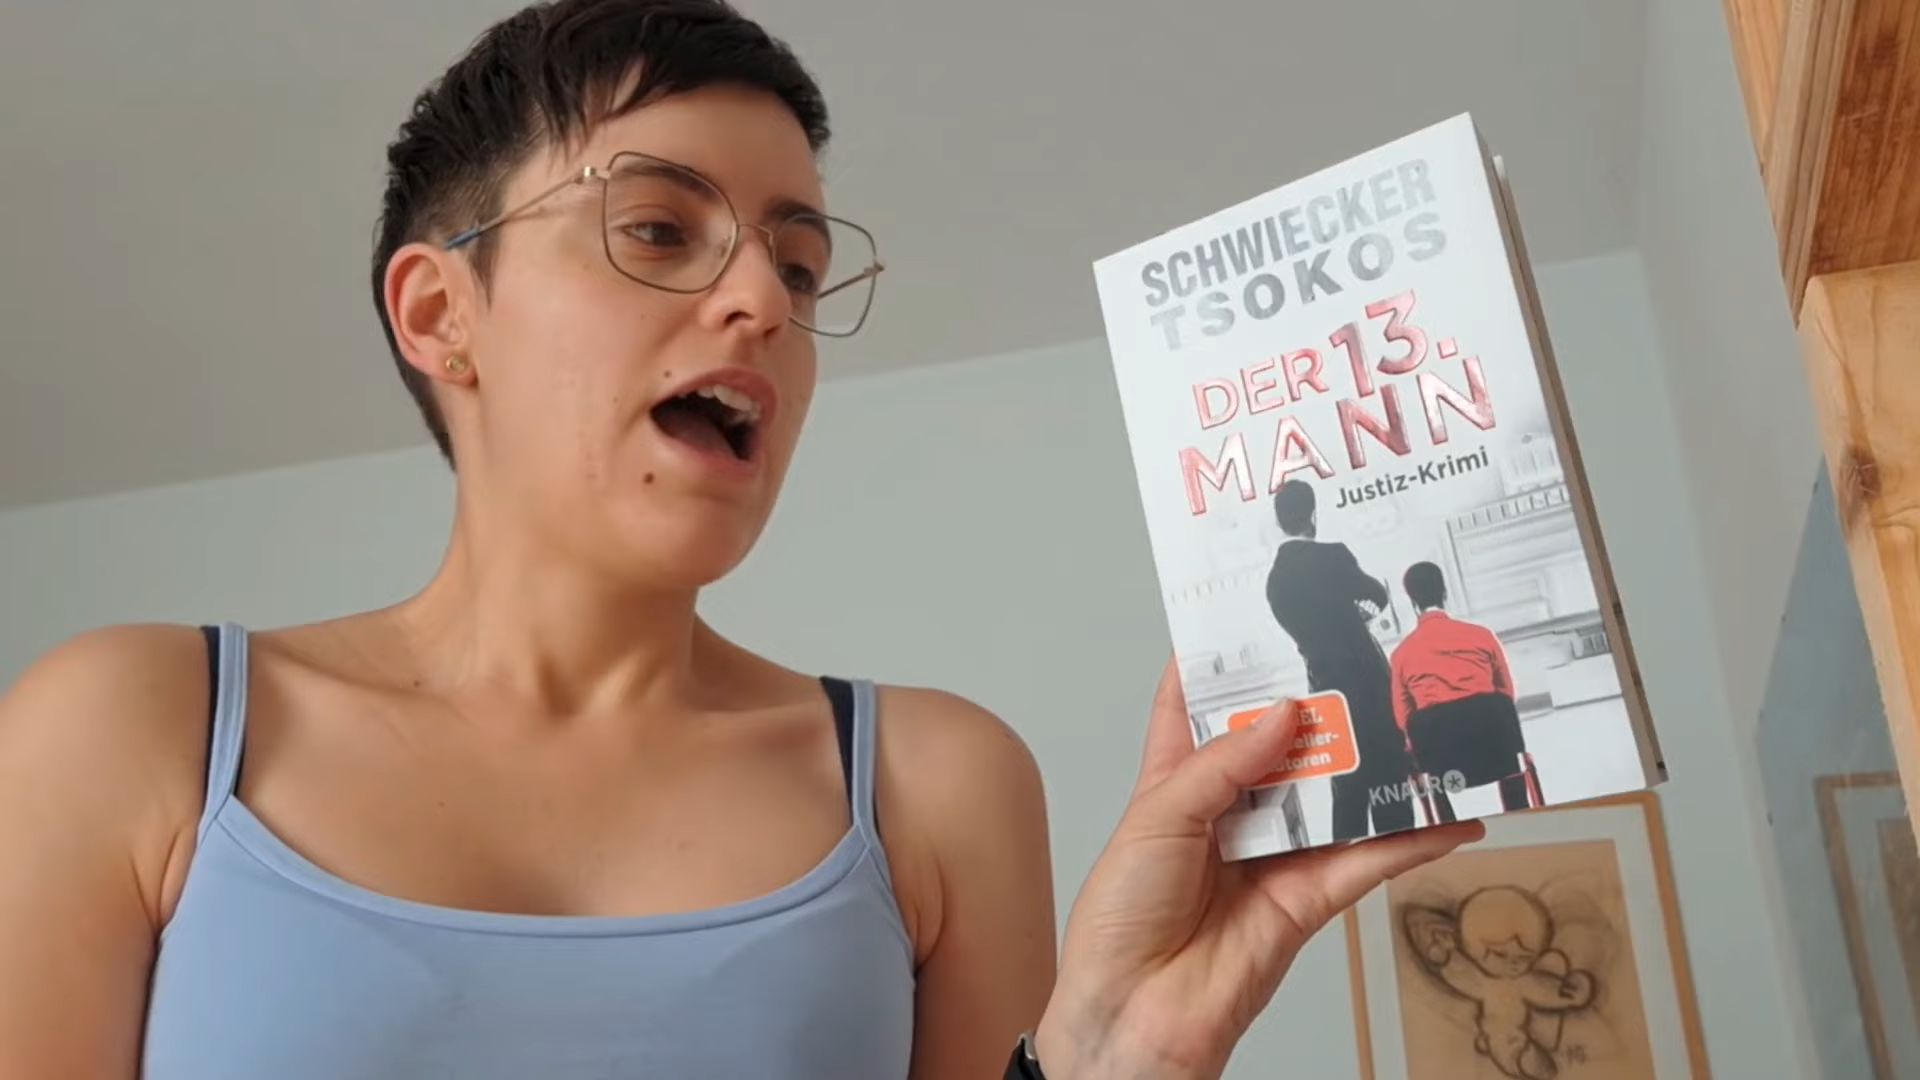 SCHWIECKER
TSOKOS
DER 13.
MANN
Justiz-Krimi
KNAUR